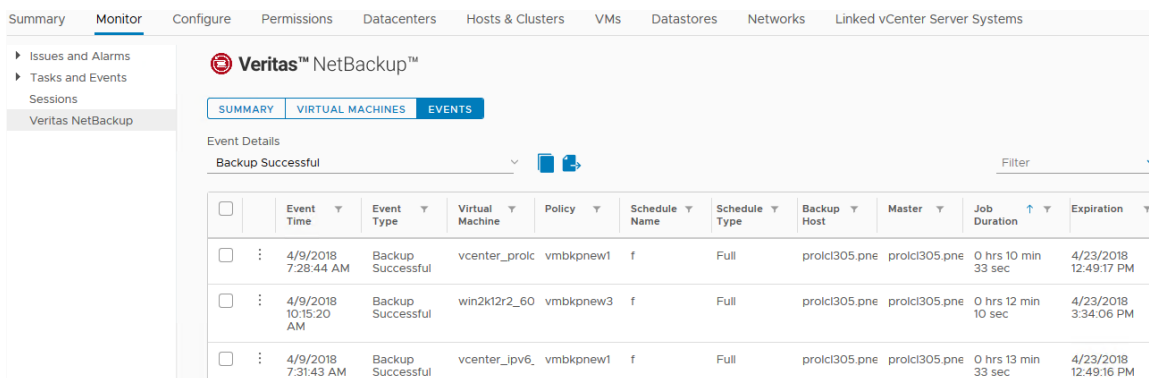 Summary Monitor Configure Permissions Datacenters Hosts & Clusters VMs Datastores Networks Linked vCenter Server Systems
Issues and Alarms
Tasks and Events
Sessions
Veritas NetBackup
Veritas™ NetBackup™
SUMMARY VIRTUAL MACHINES EVENTS
Event Details
Backup Successful
Filter
Event Time Event Type Virtual Machine Policy Schedule Name Schedule Type Backup Host Master Job Duration Expiration
4/9/2018 Backup vcenter_prolc vmbkpnew1 f Full prolcl305.pne prolcl305.pne 0 hrs 10 min 4/23/2018
7:28:44 AM Successful 33 sec 12:49:17 PM
4/9/2018 Backup win2k12r2_60 vmbkpnew3 f Full prolcl305.pne prolcl305.pne 0 hrs 12 min 4/23/2018
10:15:20 Successful 10 sec 3:34:06 PM
AM
4/9/2018 Backup vcenter_ipv6_ vmbkpnew1 f Full prolcl305.pne prolcl305.pne 0 hrs 13 min 4/23/2018
7:31:43 AM Successful 33 sec 12:49:16 PM